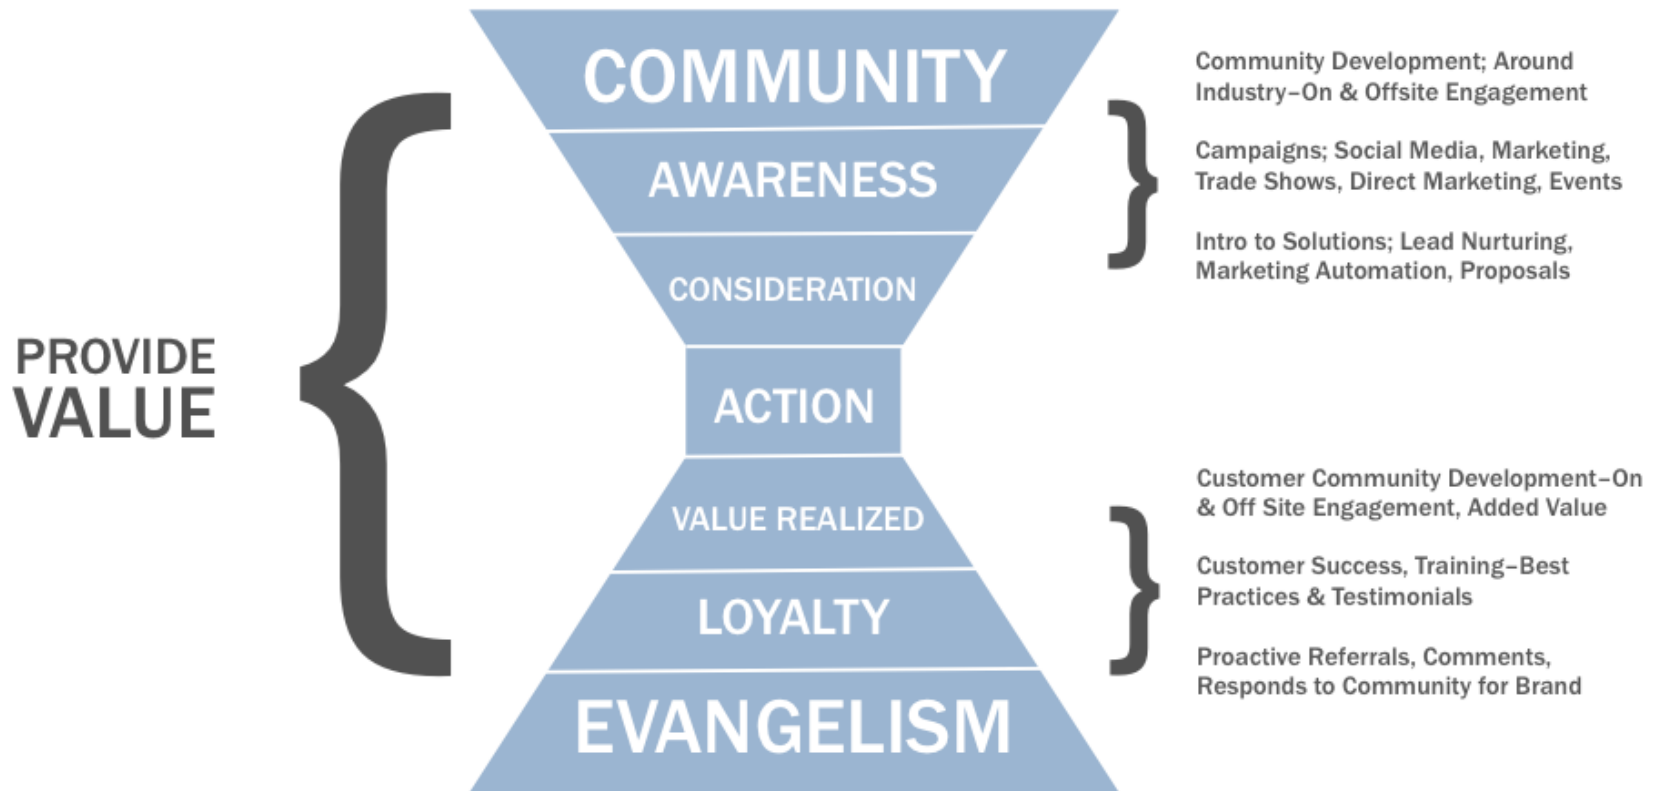 PROVIDE
VALUE
COMMUNITY
AWARENESS
CONSIDERATION
ACTION
VALUE REALIZED
LOYALTY
EVANGELISM
Community Development; Around
Industry–On & Offsite Engagement
Campaigns; Social Media, Marketing,
Trade Shows, Direct Marketing, Events
Intro to Solutions; Lead Nurturing,
Marketing Automation, Proposals
Customer Community Development–On
& Off Site Engagement, Added Value
Customer Success, Training–Best
Practices & Testimonials
Proactive Referrals, Comments,
Responds to Community for Brand